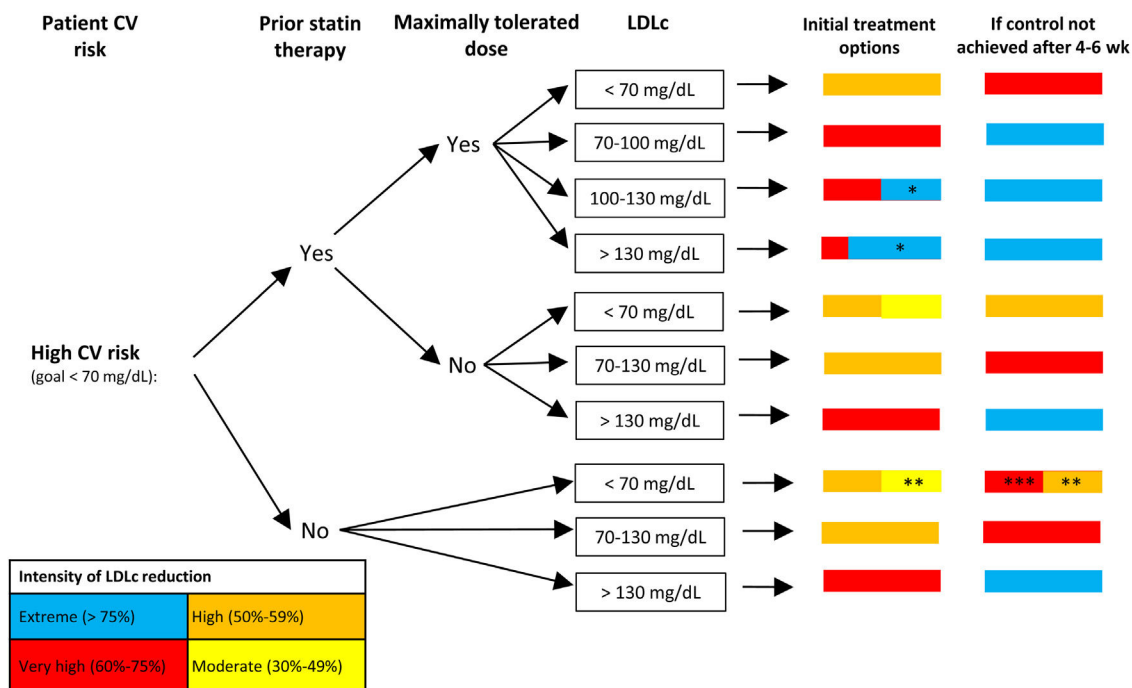 Patient CV
risk
Prior statin
therapy
Maximally tolerated
dose
LDLc
Initial treatment
options
If control not
achieved after 4-6 wk
High CV risk
(goal < 70 mg/dL):
Yes
Yes
< 70 mg/dL
70-100 mg/dL
100-130 mg/dL
*
> 130 mg/dL
*
No
< 70 mg/dL
70-130 mg/dL
> 130 mg/dL
No
< 70 mg/dL
**
***
**
70-130 mg/dL
> 130 mg/dL
Intensity of LDLc reduction
Extreme (> 75%)
High (50%-59%)
Very high (60%-75%)
Moderate (30%-49%)